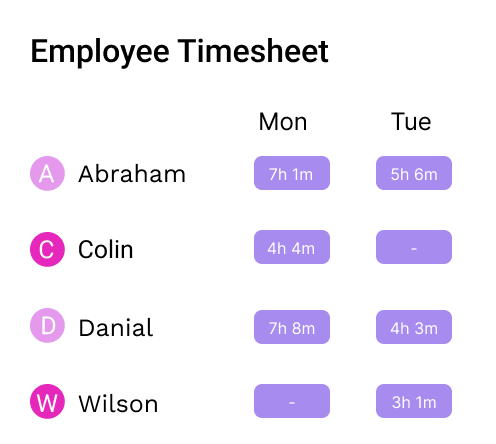 Employee Timesheet
Mon Tue
A Abraham 7h 1m 5h 6m
C Colin 4h 4m -
D Danial 7h 8m 4h 3m
W Wilson - 3h 1m